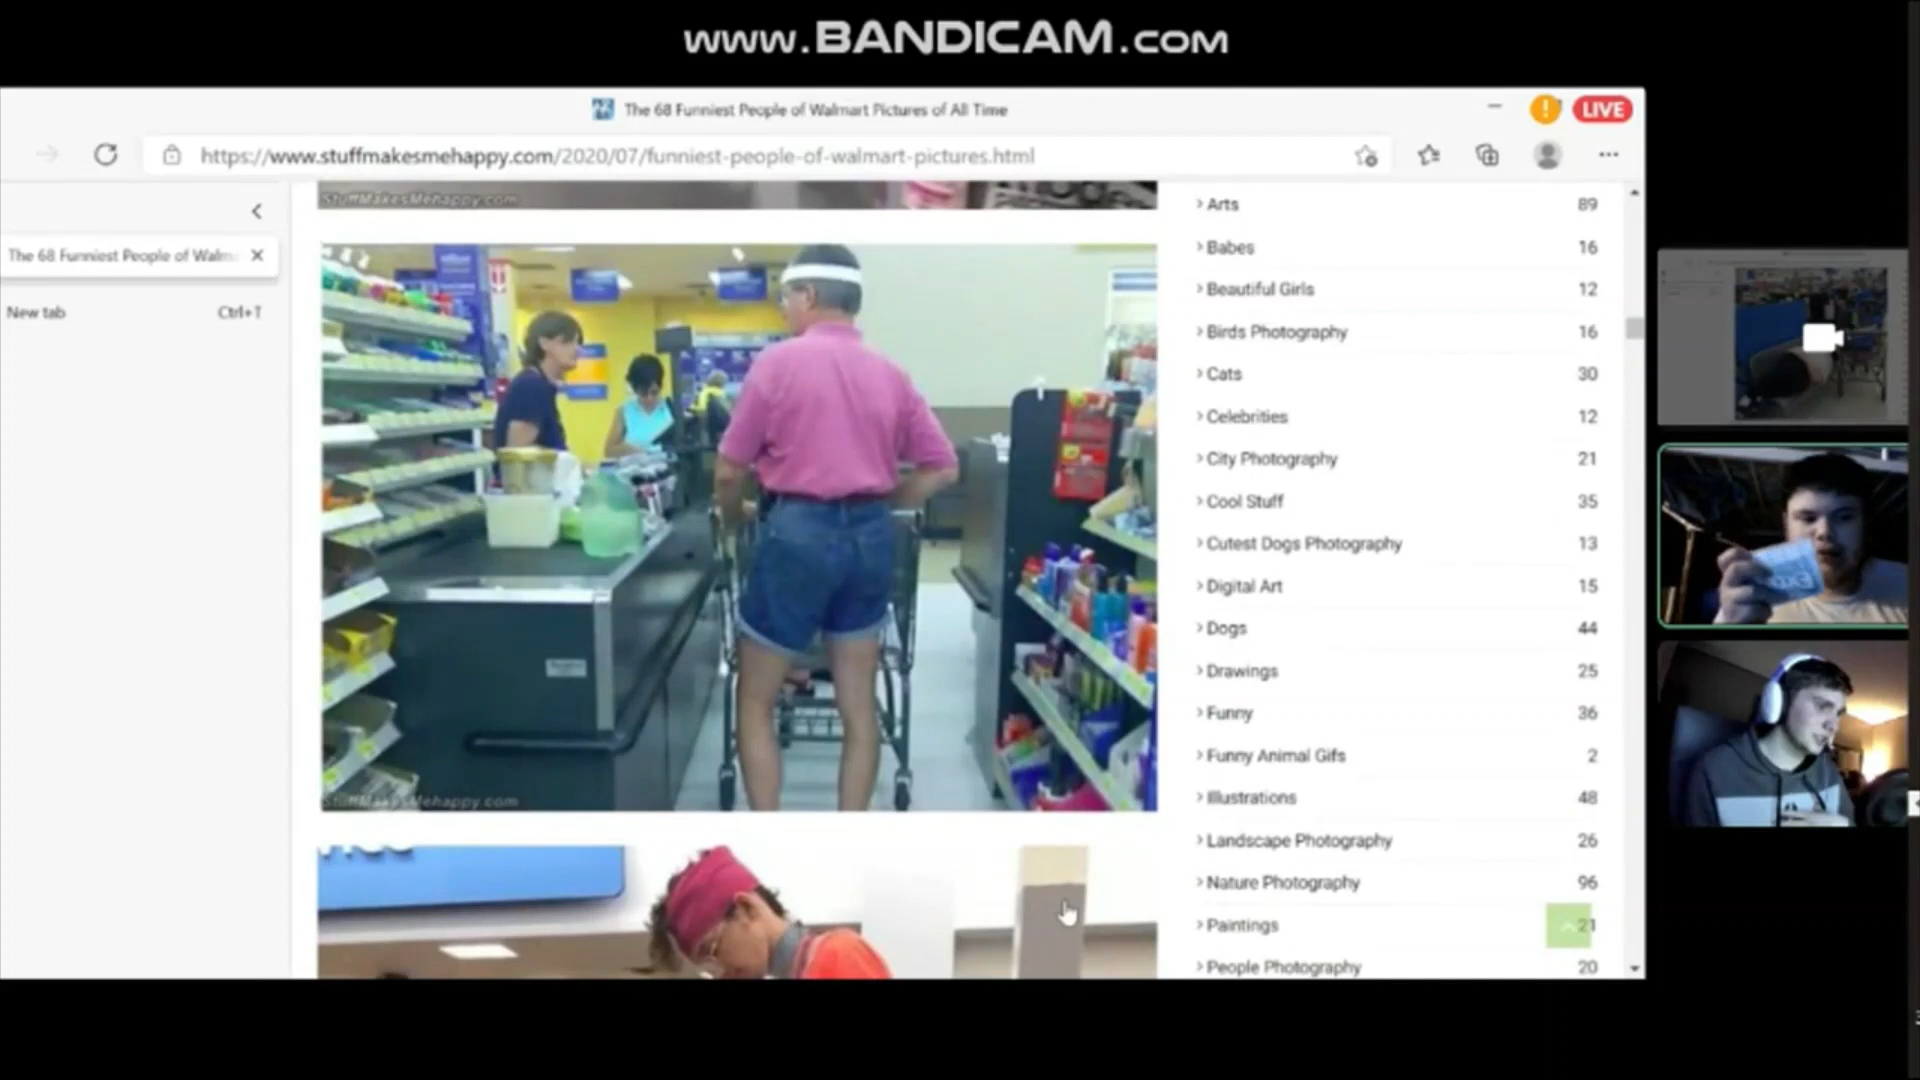 www.BANDICAM.COM
The 68 Funniest People of Walmart Pictures of All Time
LIVE
https://www.stuffmakesmehappy.com/2020/07/funniest-people-of-walmart-pictures.html
The 68 Funniest People of Walm
New tab Ctrl+T
StuffMakesMehappy.com
StuffMakesMehappy.com
Arts 89
Babes 16
Beautiful Girls 12
Birds Photography 16
Cats 30
Celebrities 12
City Photography 21
Cool Stuff 35
Cutest Dogs Photography 13
Digital Art 15
Dogs 44
Drawings 25
Funny 36
Funny Animal Gifs 2
Illustrations 48
Landscape Photography 26
Nature Photography 96
Paintings 21
People Photography 20